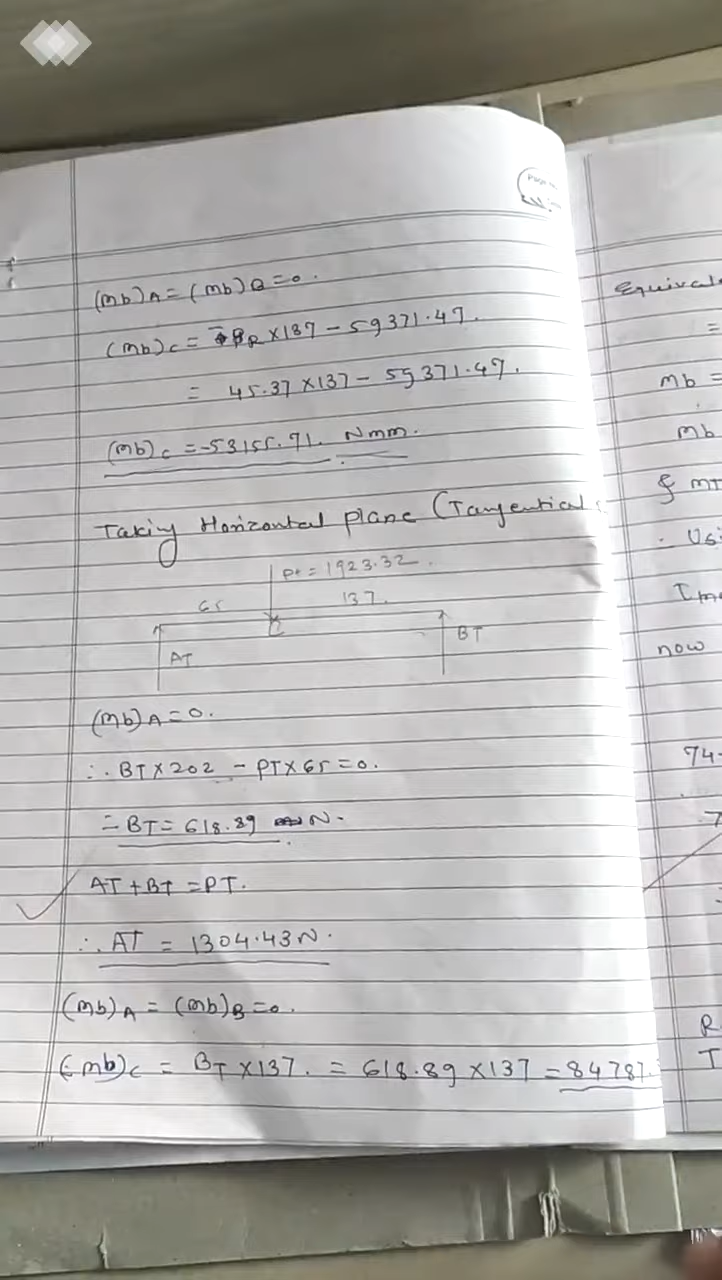 (mb)A = (mb)B = 0.
(mb)c = BR × 137 - 59371.47.
= 45.37 × 137 - 59371.47.
(mb)c = -53155.71. Nmm.
Taking Horizontal plane (Tangential
Pt = 1923.32
65 137.
C
AT BT
(mb)A = 0.
∴ BT × 202 - PT × 65 = 0.
= BT = 618.89 N.
AT + BT = PT.
∴ AT = 1304.43 N.
(mb)A = (mb)B = 0.
(mb)c = BT × 137. = 618.89 × 137 = 84787.
Equival
=
mb =
mb
& MT
now
74.